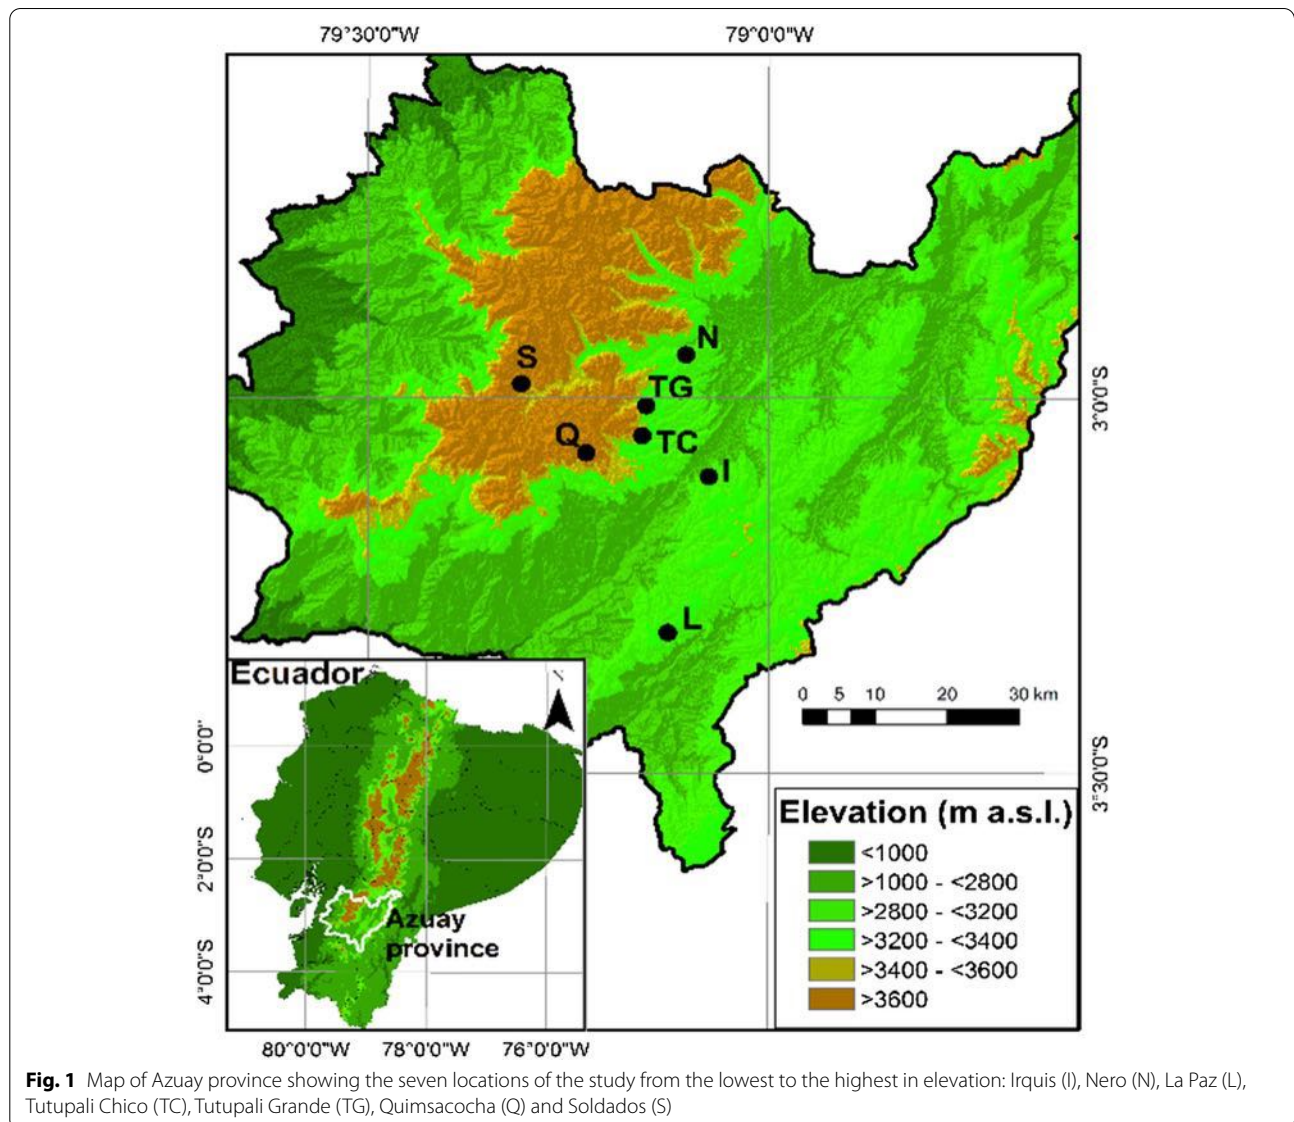 79°30'0"W
79°0'0"W
N
S
TG
3°0'0"S
Q
TC
I
L
Ecuador
N
0 5 10 20 30 km
0°0'0"
3°30'0"S
Elevation (m a.s.l.)
<1000
2°0'0"S
>1000 - <2800
>2800 - <3200
Azuay
province
>3200 - <3400
4°0'0"S
>3400 - <3600
>3600
80°0'0"W 78°0'0"W 76°0'0"W
Fig. 1 Map of Azuay province showing the seven locations of the study from the lowest to the highest in elevation: Irquis (I), Nero (N), La Paz (L),
Tutupali Chico (TC), Tutupali Grande (TG), Quimsacocha (Q) and Soldados (S)